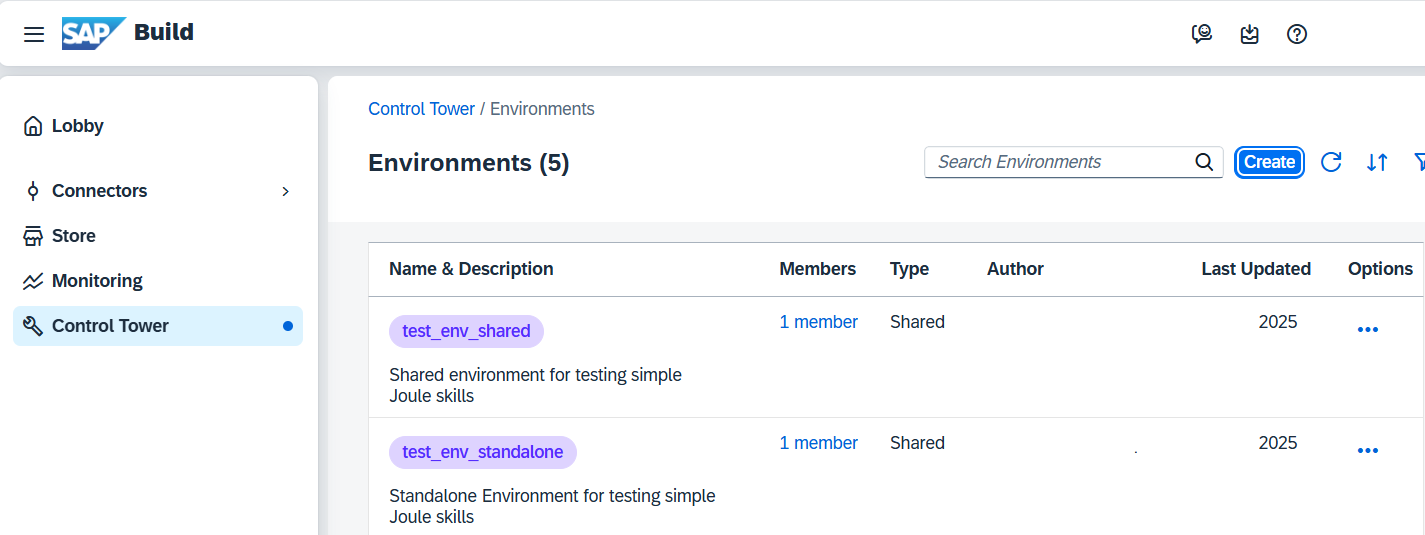 SAP Build
Lobby
Connectors
Store
Monitoring
Control Tower
Control Tower / Environments
Environments (5)
Search Environments
Create
Name & Description Members Type Author Last Updated Options
test_env_shared 1 member Shared 2025
Shared environment for testing simple
Joule skills
test_env_standalone 1 member Shared . 2025
Standalone Environment for testing simple
Joule skills